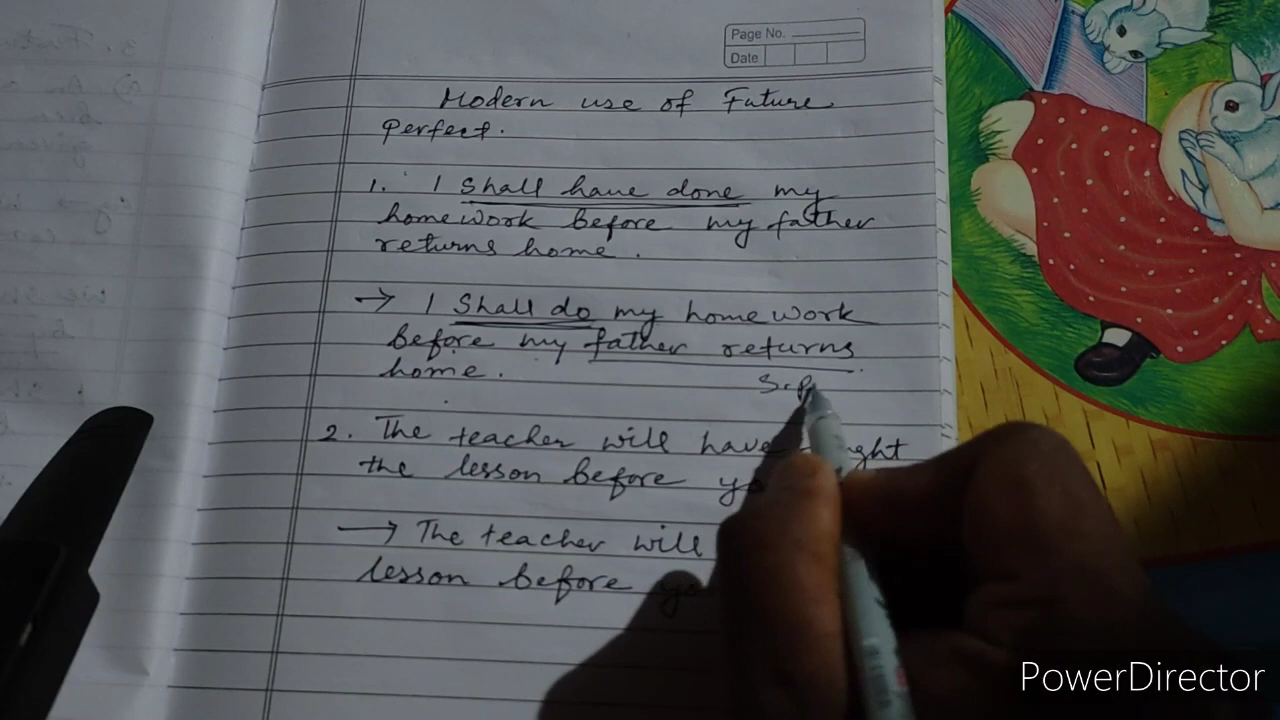 Page No.
Date
Modern use of Future
Perfect.
1. I Shall have done my
homework before my father
returns home.
→ I Shall do my homework
before my father returns
home.
S.P
2. The teacher will have
the lesson before
→ The teacher will
lesson before
PowerDirector